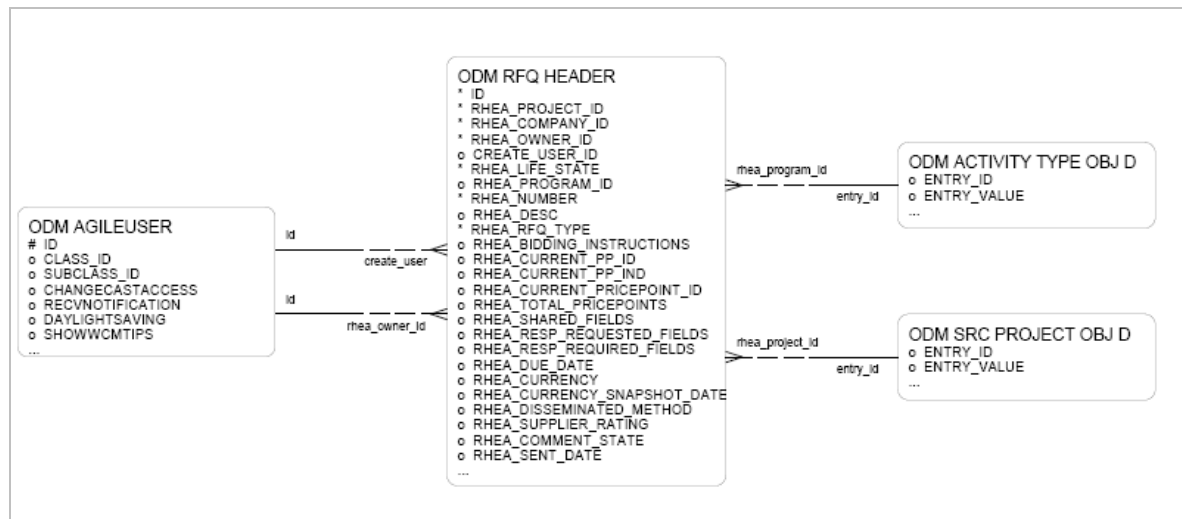 ODM RFQ HEADER
* ID
* RHEA_PROJECT_ID
* RHEA_COMPANY_ID
* RHEA_OWNER_ID
o CREATE_USER_ID
* RHEA_LIFE_STATE
o RHEA_PROGRAM_ID
* RHEA_NUMBER
o RHEA_DESC
* RHEA_RFQ_TYPE
o RHEA_BIDDING_INSTRUCTIONS
o RHEA_CURRENT_PP_ID
o RHEA_CURRENT_PP_IND
o RHEA_CURRENT_PRICEPOINT_ID
o RHEA_TOTAL_PRICEPOINTS
o RHEA_SHARED_FIELDS
o RHEA_RESP_REQUESTED_FIELDS
o RHEA_RESP_REQUIRED_FIELDS
o RHEA_DUE_DATE
o RHEA_CURRENCY
o RHEA_CURRENCY_SNAPSHOT_DATE
o RHEA_DISSEMINATED_METHOD
o RHEA_SUPPLIER_RATING
o RHEA_COMMENT_STATE
o RHEA_SENT_DATE
...
ODM AGILEUSER
# ID
o CLASS_ID
o SUBCLASS_ID
o CHANGECASTACCESS
o RECVNOTIFICATION
o DAYLIGHTSAVING
o SHOWWCMTIPS
...
id
create_user
id
rhea_owner_id
rhea_program_id
entry_id
ODM ACTIVITY TYPE OBJ D
o ENTRY_ID
o ENTRY_VALUE
...
rhea_project_id
entry_id
ODM SRC PROJECT OBJ D
o ENTRY_ID
o ENTRY_VALUE
...